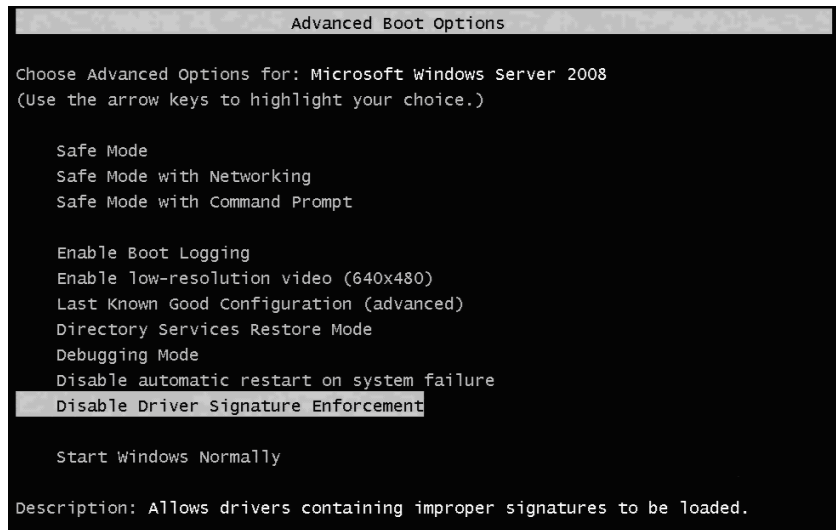 Advanced Boot Options
Choose Advanced Options for: Microsoft Windows Server 2008
(Use the arrow keys to highlight your choice.)
Safe Mode
Safe Mode with Networking
Safe Mode with Command Prompt
Enable Boot Logging
Enable low-resolution video (640x480)
Last Known Good Configuration (advanced)
Directory Services Restore Mode
Debugging Mode
Disable automatic restart on system failure
Disable Driver Signature Enforcement
Start Windows Normally
Description: Allows drivers containing improper signatures to be loaded.